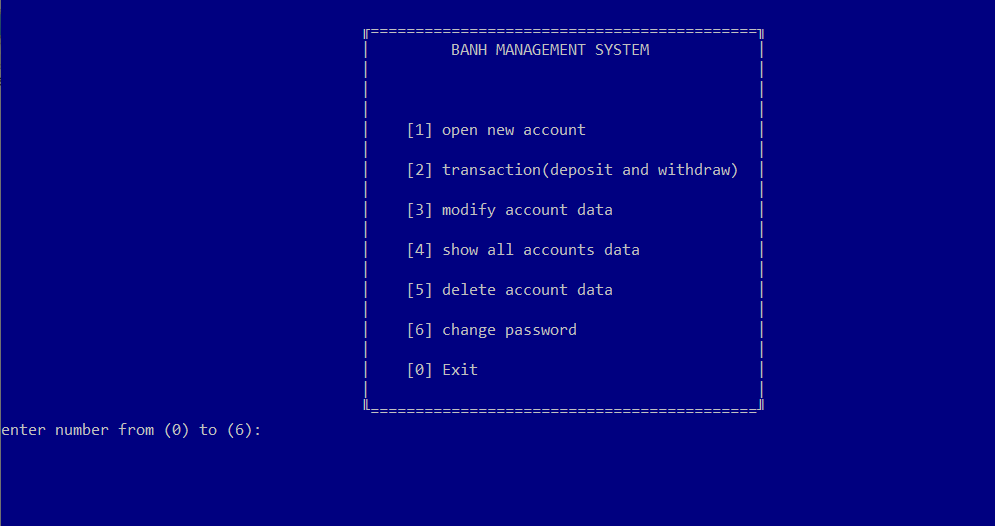 BANH MANAGEMENT SYSTEM
[1] open new account
[2] transaction(deposit and withdraw)
[3] modify account data
[4] show all accounts data
[5] delete account data
[6] change password
[0] Exit
enter number from (0) to (6):